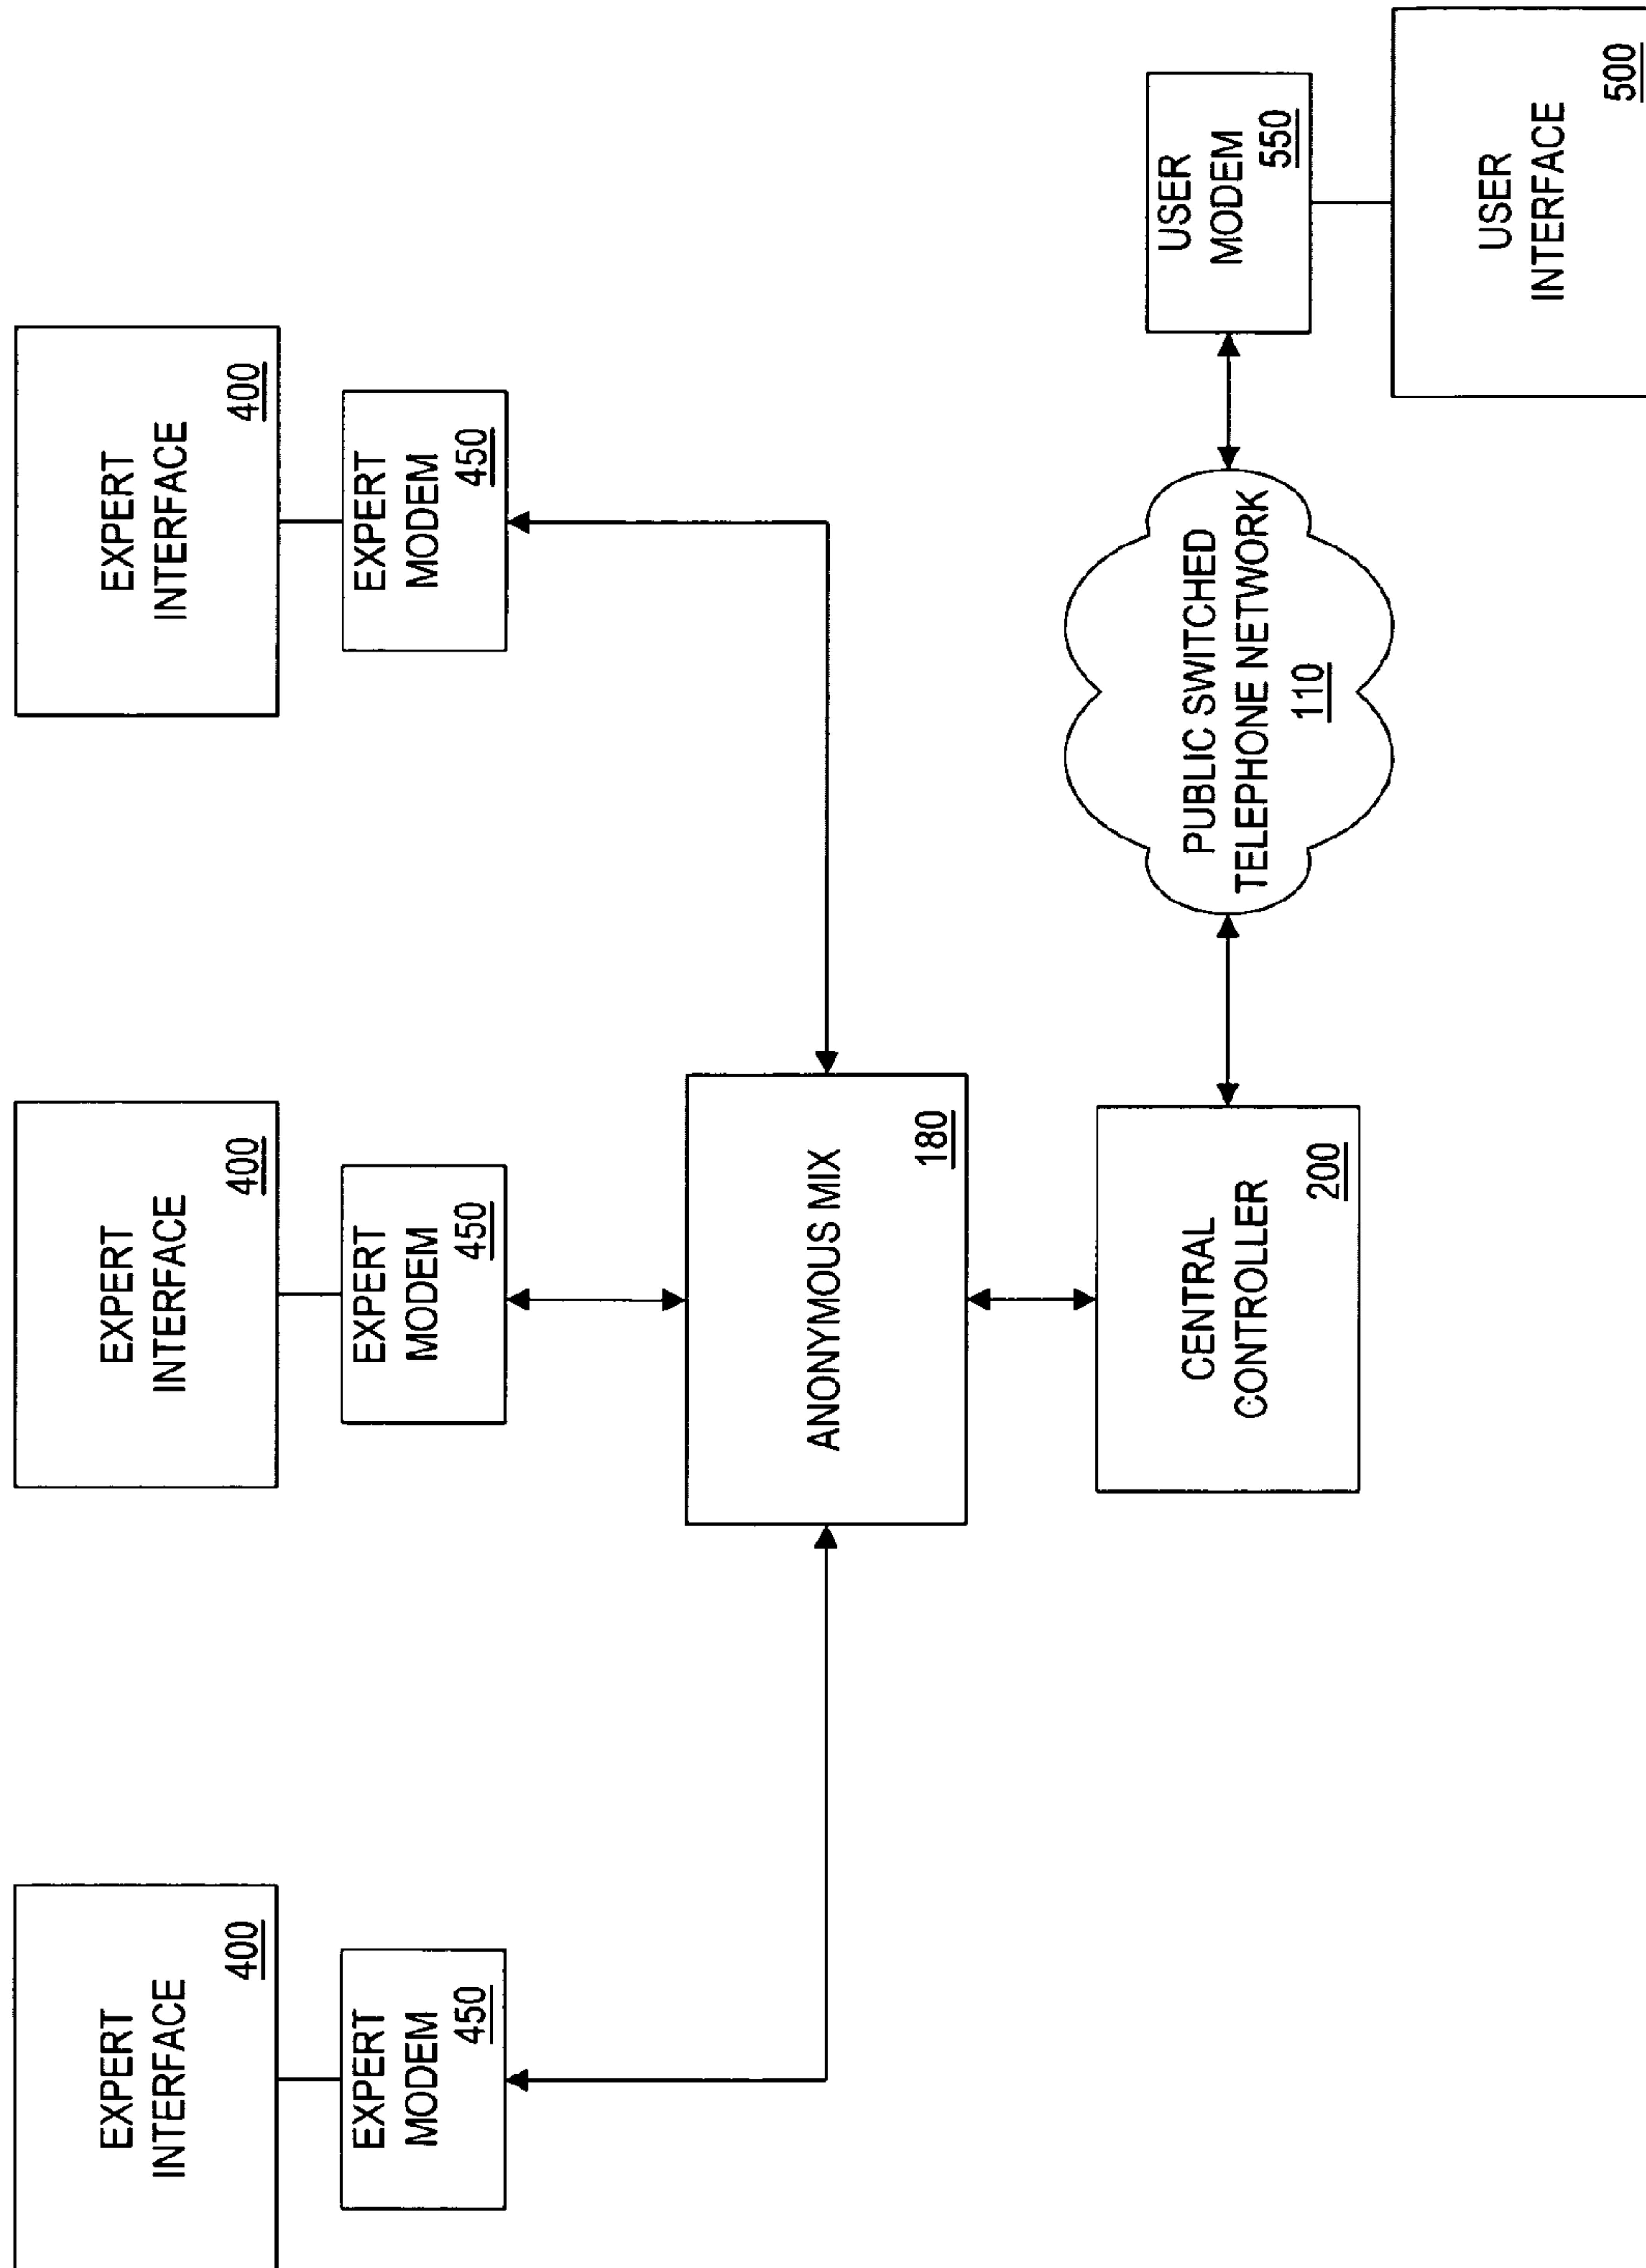 EXPERT
INTERFACE
400
EXPERT
MODEM
450
EXPERT
INTERFACE
400
EXPERT
MODEM
450
EXPERT
INTERFACE
400
EXPERT
MODEM
450
ANONYMOUS MIX
180
CENTRAL
CONTROLLER
200
PUBLIC SWITCHED
TELEPHONE NETWORK
110
USER
MODEM
550
USER
INTERFACE
500